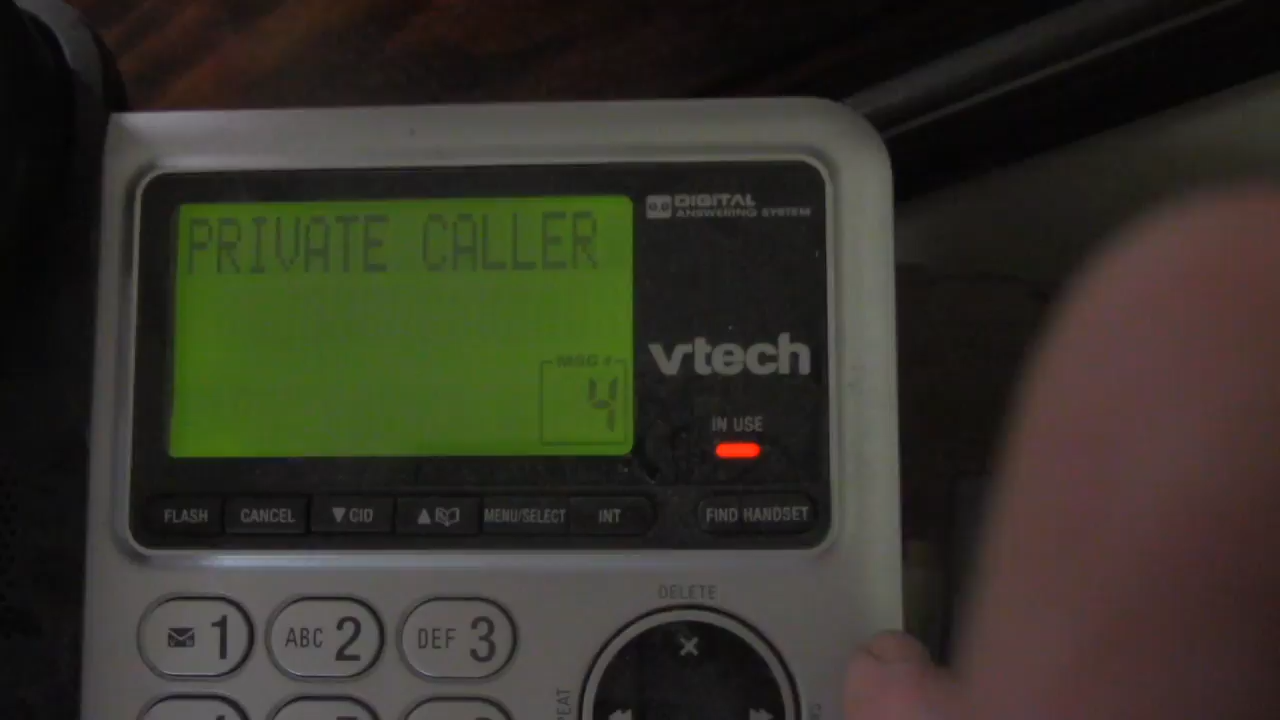 DIGITAL
ANSWERING SYSTEM
PRIVATE CALLER
MSG #
4
vtech
IN USE
FLASH CANCEL ▼CID ▲ MENU/SELECT INT FIND HANDSET
DELETE
1 ABC 2 DEF 3